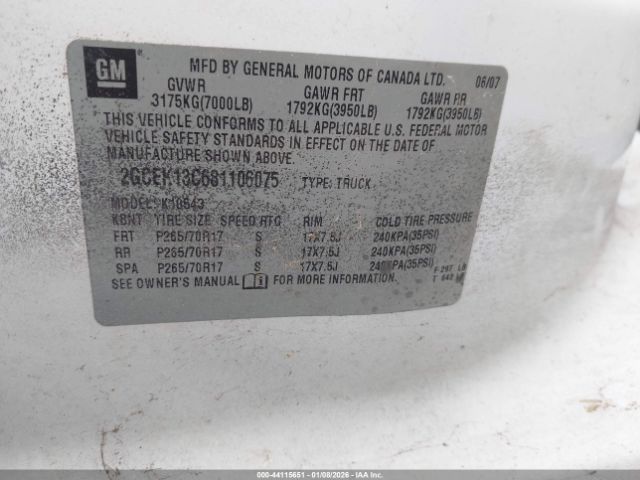 GM
MFD BY GENERAL MOTORS OF CANADA LTD. 06/07
GVWR GAWR FRT GAWR RR
3175KG(7000LB) 1792KG(3950LB) 1792KG(3950LB)
THIS VEHICLE CONFORMS TO ALL APPLICABLE U.S. FEDERAL MOTOR
VEHICLE SAFETY STANDARDS IN EFFECT ON THE DATE OF
MANUFACTURE SHOWN ABOVE.
2GCEK13C681106075 TYPE: TRUCK
MODEL: K10543
TIRE SIZE SPEED RTG RIM COLD TIRE PRESSURE
FRT P265/70R17 S 17X7.5J 240KPA(35PSI)
RR P265/70R17 S 17X7.5J 240KPA(35PSI)
SPA P265/70R17 S 17X7.5J 240KPA(35PSI)
SEE OWNER'S MANUAL FOR MORE INFORMATION. F 297 LB
T
000-44115651 | 01/08/2026 - Copart, Inc.